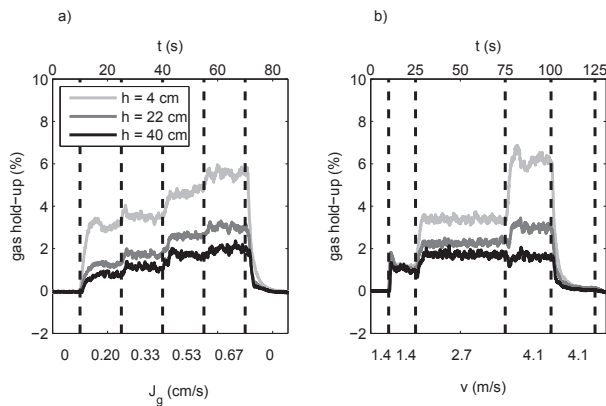 a)
t (s)
0 20 40 60 80
10
8
6
4
2
0
−2
gas hold−up (%)
h = 4 cm
h = 22 cm
h = 40 cm
0 0.20 0.33 0.53 0.67 0
J_g (cm/s)
b)
t (s)
0 25 50 75 100 125
10
8
6
4
2
0
−2
gas hold−up (%)
1.4 1.4 2.7 4.1 4.1
v (m/s)